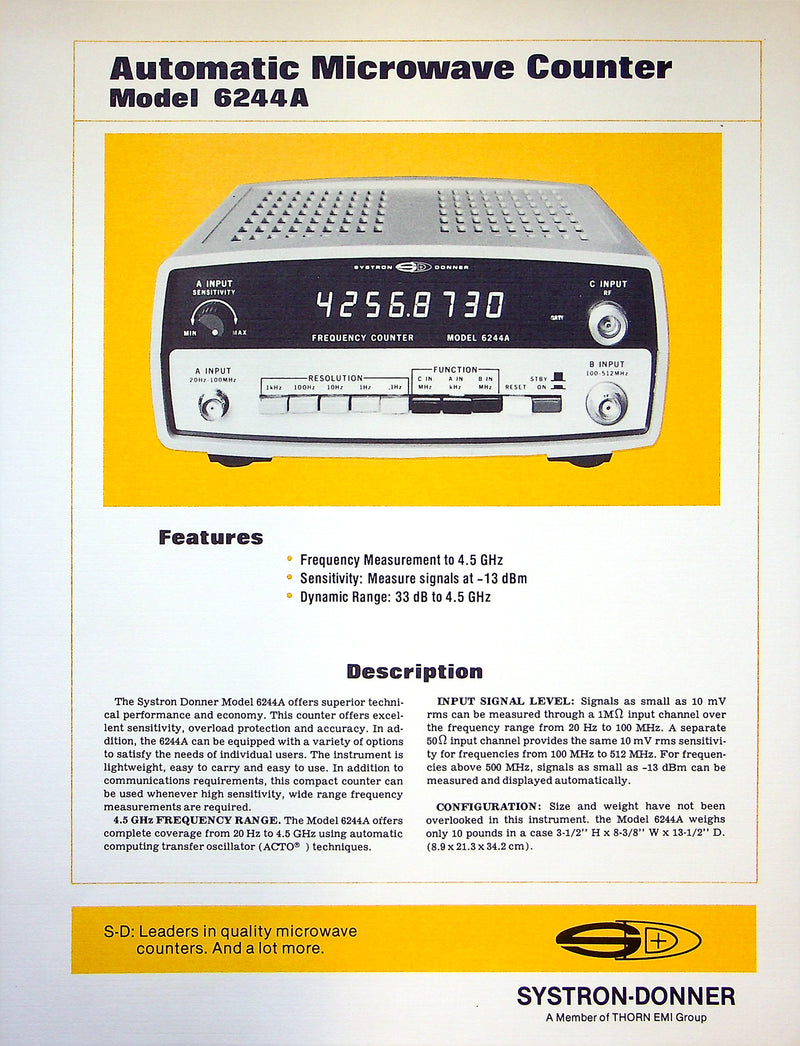 Automatic Microwave Counter
Model 6244A
SYSTRON SD DONNER
A INPUT
SENSITIVITY
MIN MAX
4256.8730
GATE
FREQUENCY COUNTER MODEL 6244A
C INPUT
RF
A INPUT
20Hz-100MHz
RESOLUTION
1kHz 100Hz 10Hz 1Hz .1Hz
FUNCTION
C IN A IN B IN
MHz kHz MHz
RESET
STBY
ON
B INPUT
100-512MHz
Features
• Frequency Measurement to 4.5 GHz
• Sensitivity: Measure signals at -13 dBm
• Dynamic Range: 33 dB to 4.5 GHz
Description
The Systron Donner Model 6244A offers superior techni-
cal performance and economy. This counter offers excel-
lent sensitivity, overload protection and accuracy. In ad-
dition, the 6244A can be equipped with a variety of options
to satisfy the needs of individual users. The instrument is
lightweight, easy to carry and easy to use. In addition to
communications requirements, this compact counter can
be used whenever high sensitivity, wide range frequency
measurements are required.
4.5 GHz FREQUENCY RANGE. The Model 6244A offers
complete coverage from 20 Hz to 4.5 GHz using automatic
computing transfer oscillator (ACTO® ) techniques.
INPUT SIGNAL LEVEL: Signals as small as 10 mV
rms can be measured through a 1MΩ input channel over
the frequency range from 20 Hz to 100 MHz. A separate
50Ω input channel provides the same 10 mV rms sensitivi-
ty for frequencies from 100 MHz to 512 MHz. For frequen-
cies above 500 MHz, signals as small as -13 dBm can be
measured and displayed automatically.
CONFIGURATION: Size and weight have not been
overlooked in this instrument. the Model 6244A weighs
only 10 pounds in a case 3-1/2" H x 8-3/8" W x 13-1/2" D.
(8.9 x 21.3 x 34.2 cm).
S-D: Leaders in quality microwave
counters. And a lot more.
SD
SYSTRON-DONNER
A Member of THORN EMI Group